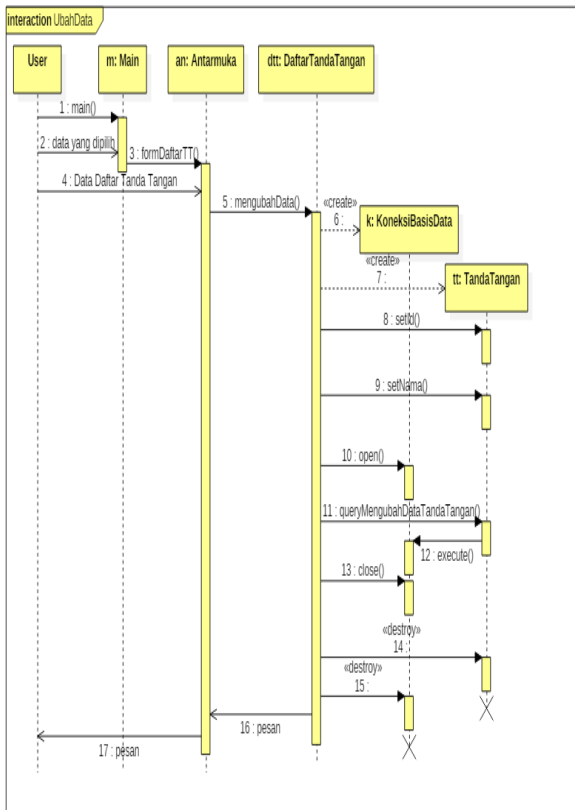 interaction UbahData
User
m: Main
an: Antarmuka
dtt: DaftarTandaTangan
1 : main()
2 : data yang dipilih
3 : formDaftarTT()
4 : Data Daftar Tanda Tangan
5 : mengubahData()
«create»
6 :
k: KoneksiBasisData
«create»
7 :
tt: TandaTangan
8 : setId()
9 : setNama()
10 : open()
11 : queryMengubahDataTandaTangan()
12 : execute()
13 : close()
«destroy»
14 :
«destroy»
15 :
16 : pesan
17 : pesan